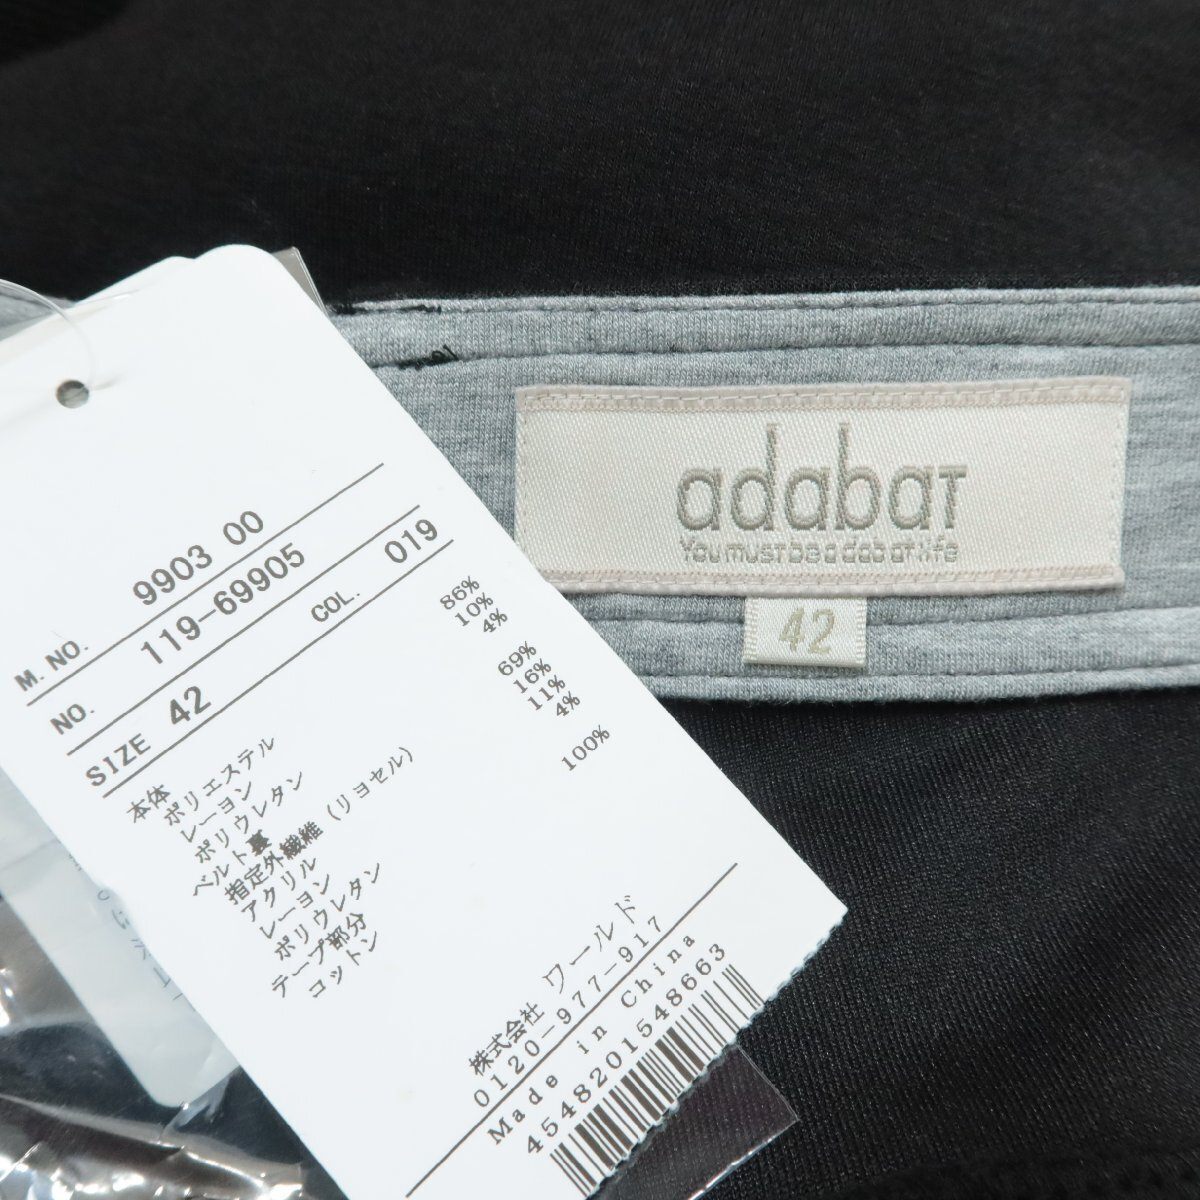 M.NO. 9903 00
NO. 119-69905
SIZE 42 COL. 019
本体
ポリエステル 86%
レーヨン 10%
ポリウレタン 4%
ベルト裏
指定外繊維(リヨセル) 69%
アクリル 16%
レーヨン 11%
ポリウレタン 4%
テープ部分
コットン 100%
株式会社 ワールド
0120-977-917
Made in China
4548201548663
adabaT
You must be a dab at life
42